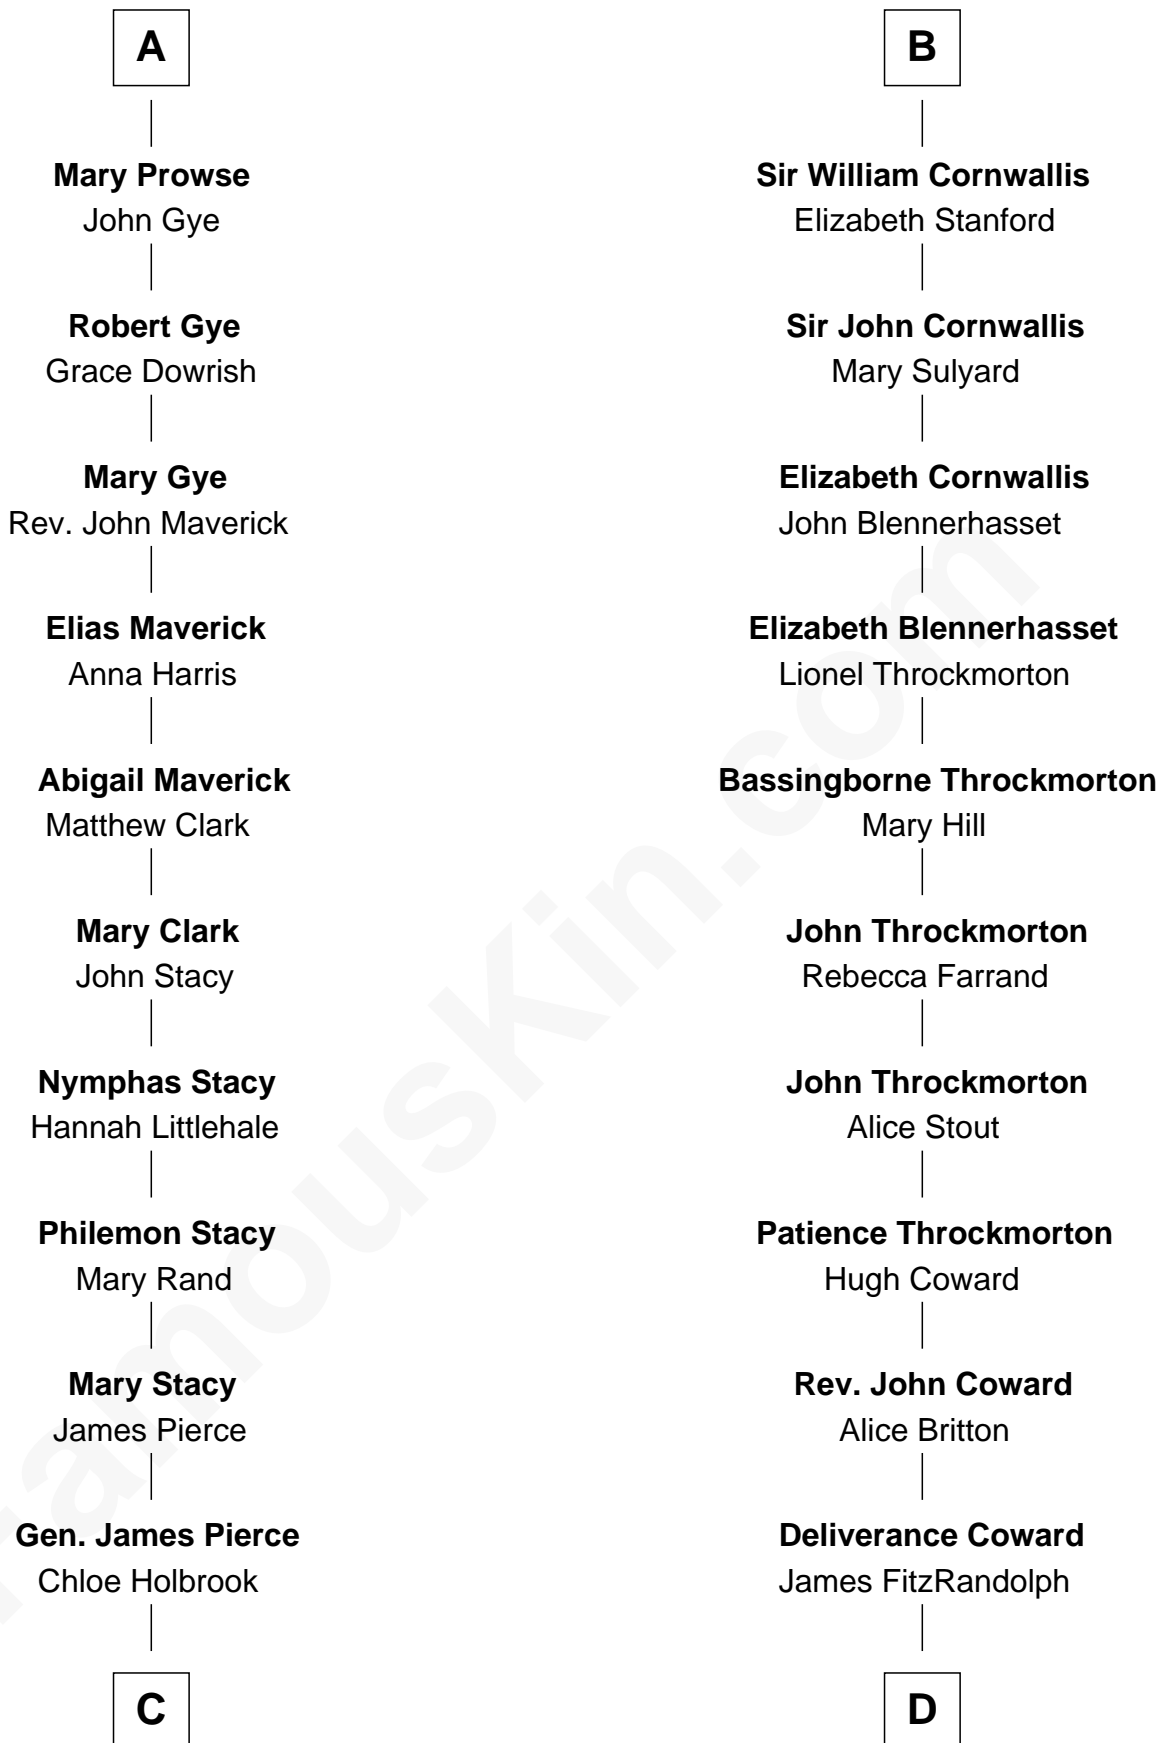 A
Mary Prowse
John Gye
Robert Gye
Grace Dowrish
Mary Gye
Rev. John Maverick
Elias Maverick
Anna Harris
Abigail Maverick
Matthew Clark
Mary Clark
John Stacy
Nymphas Stacy
Hannah Littlehale
Philemon Stacy
Mary Rand
Mary Stacy
James Pierce
Gen. James Pierce
Chloe Holbrook
C
B
Sir William Cornwallis
Elizabeth Stanford
Sir John Cornwallis
Mary Sulyard
Elizabeth Cornwallis
John Blennerhasset
Elizabeth Blennerhasset
Lionel Throckmorton
Bassingborne Throckmorton
Mary Hill
John Throckmorton
Rebecca Farrand
John Throckmorton
Alice Stout
Patience Throckmorton
Hugh Coward
Rev. John Coward
Alice Britton
Deliverance Coward
James FitzRandolph
D
FamousKin.com